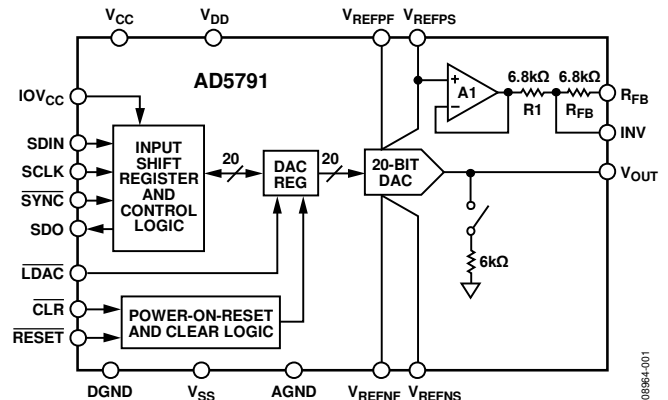 V_CC
V_DD
V_REFPF
V_REFPS
AD5791
6.8kΩ
6.8kΩ
A1
R1
R_FB
R_FB
INV
IOV_CC
SDIN
SCLK
SYNC
SDO
INPUT
SHIFT
REGISTER
AND
CONTROL
LOGIC
20
DAC
REG
20
20-BIT
DAC
V_OUT
6kΩ
LDAC
CLR
RESET
POWER-ON-RESET
AND CLEAR LOGIC
DGND
V_SS
AGND
V_REFNF
V_REFNS
08964-001